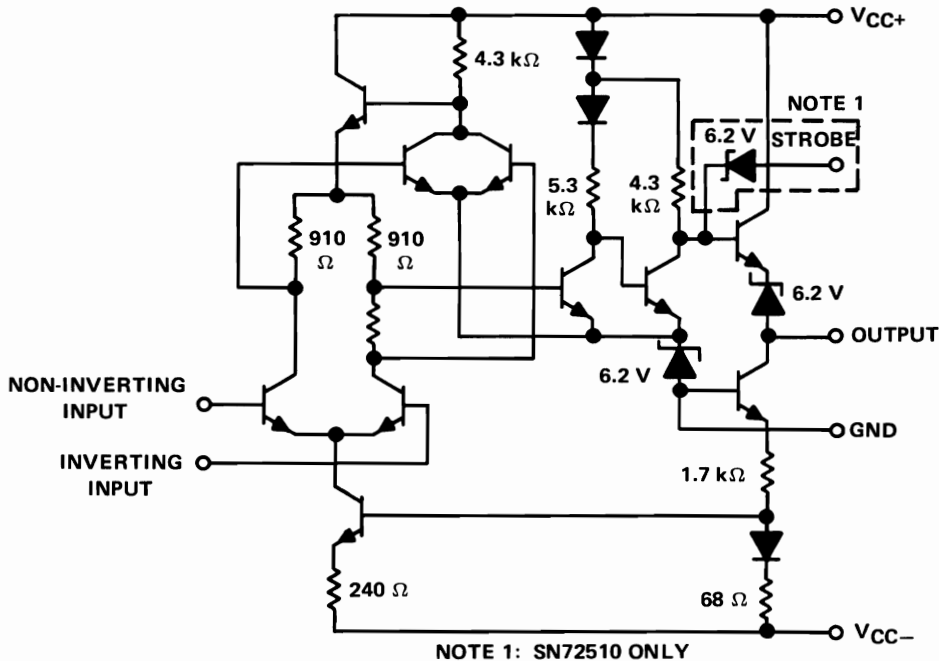 VCC+
4.3 kΩ
NOTE 1
6.2 V
STROBE
5.3
kΩ
4.3
kΩ
910
Ω
910
Ω
6.2 V
OUTPUT
6.2 V
NON-INVERTING
INPUT
GND
INVERTING
INPUT
1.7 kΩ
240 Ω
68 Ω
VCC–
NOTE 1: SN72510 ONLY